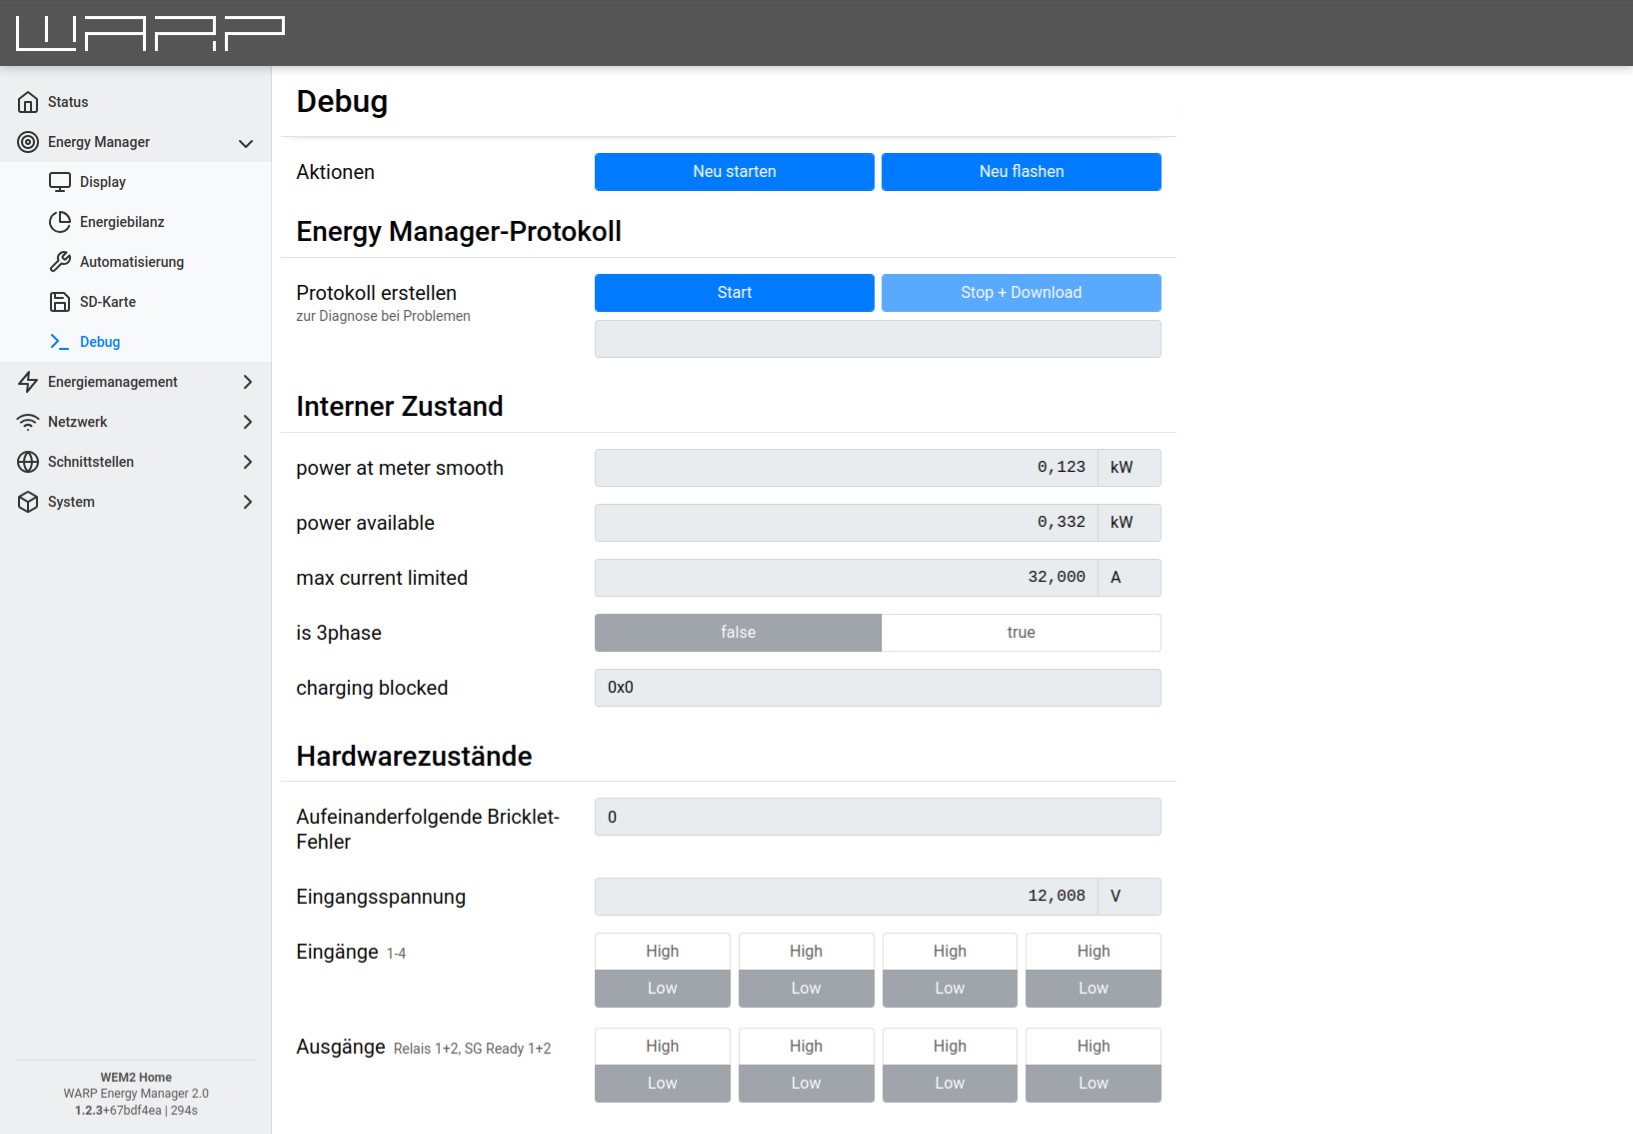 WARP
Status
Energy Manager
Display
Energiebilanz
Automatisierung
SD-Karte
Debug
Energiemanagement
Netzwerk
Schnittstellen
System
WEM2 Home
WARP Energy Manager 2.0
1.2.3+67bdf4ea | 294s
Debug
Aktionen Neu starten Neu flashen
Energy Manager-Protokoll
Protokoll erstellen Start Stop + Download
zur Diagnose bei Problemen
Interner Zustand
power at meter smooth 0,123 kW
power available 0,332 kW
max current limited 32,000 A
is 3phase false true
charging blocked 0x0
Hardwarezustände
Aufeinanderfolgende Bricklet- 0
Fehler
Eingangsspannung 12,008 V
Eingänge 1-4 High High High High
Low Low Low Low
Ausgänge Relais 1+2, SG Ready 1+2 High High High High
Low Low Low Low